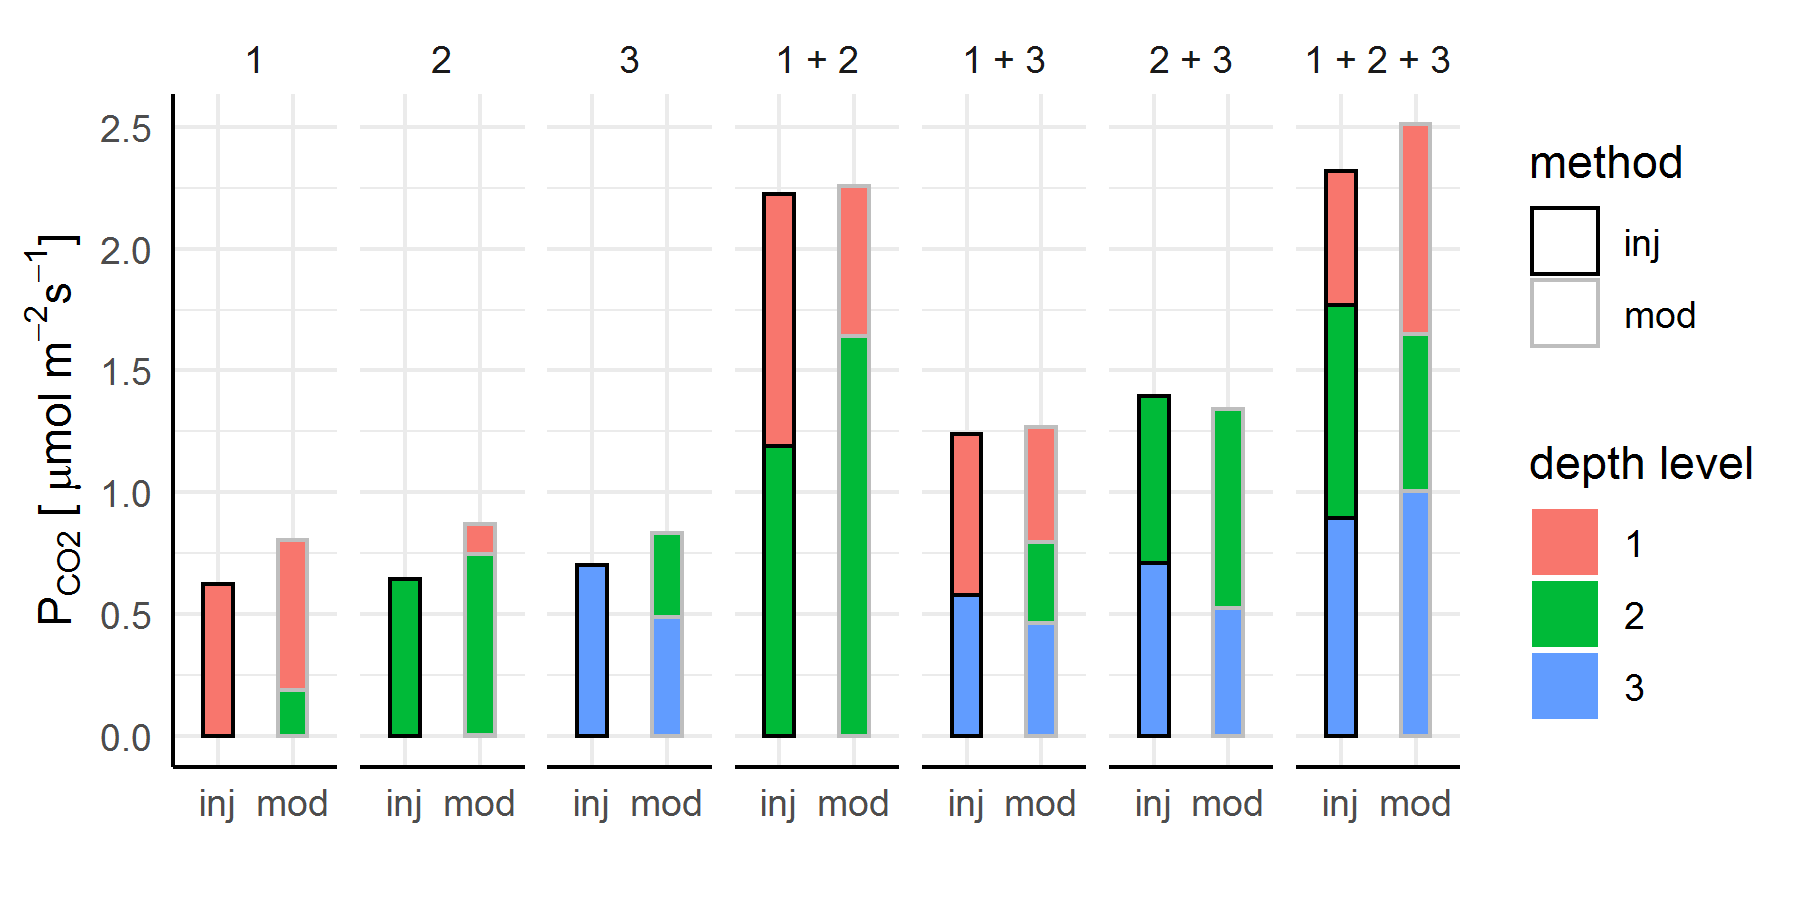 1 2 3 1 + 2 1 + 3 2 + 3 1 + 2 + 3
P_CO2 [ μmol m⁻²s⁻¹]
2.5
2.0
1.5
1.0
0.5
0.0
inj mod inj mod inj mod inj mod inj mod inj mod inj mod
method
inj
mod
depth level
1
2
3